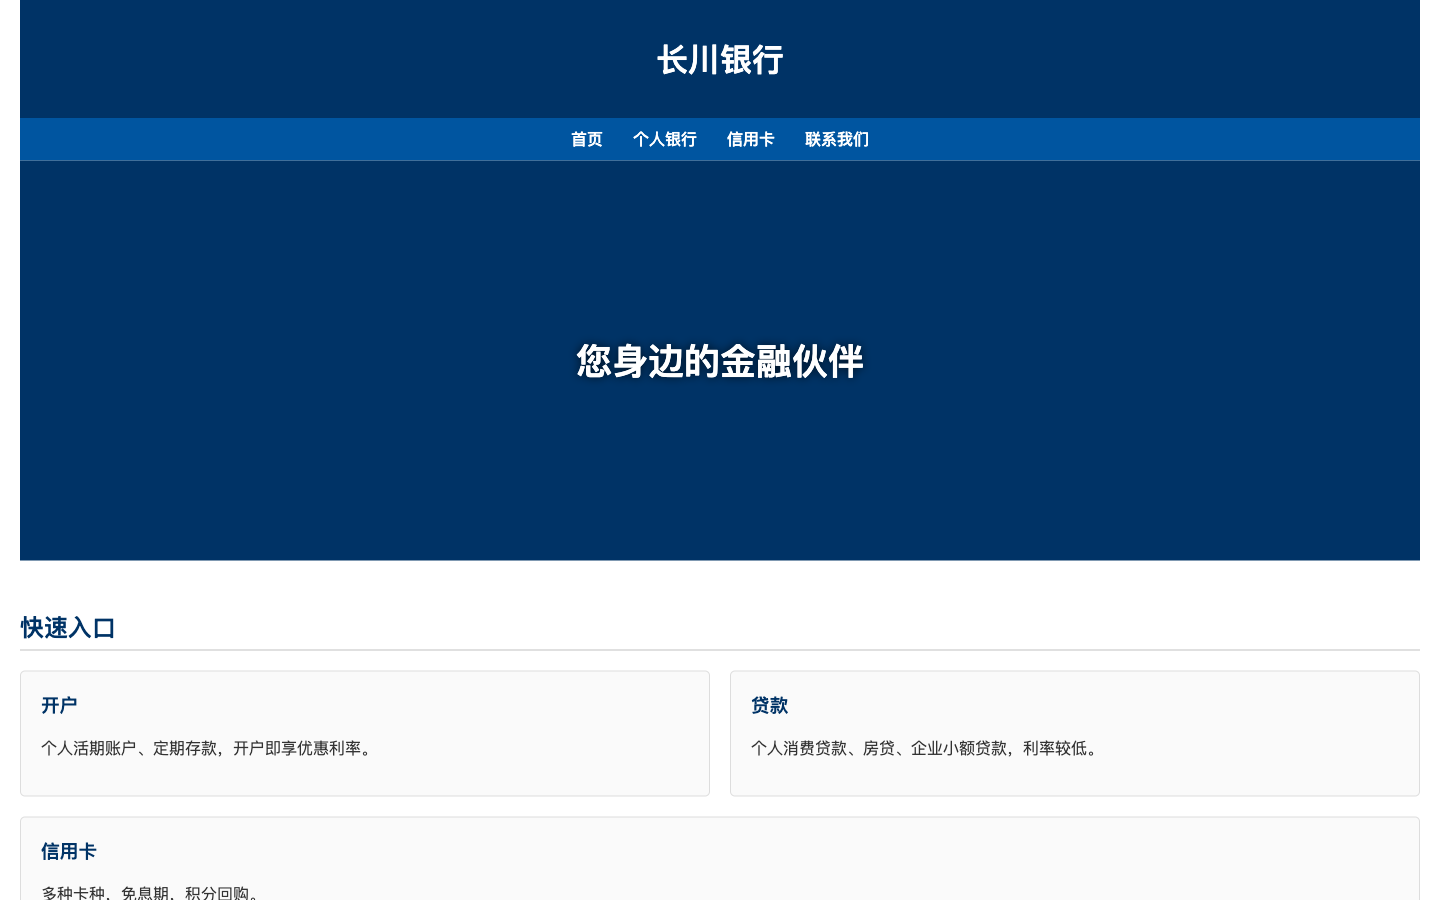 长川银行
首页 个人银行 信用卡 联系我们
您身边的金融伙伴
快速入口
开户
个人活期账户、定期存款，开户即享优惠利率。
贷款
个人消费贷款、房贷、企业小额贷款，利率较低。
信用卡
多种卡种，免息期，积分回购。